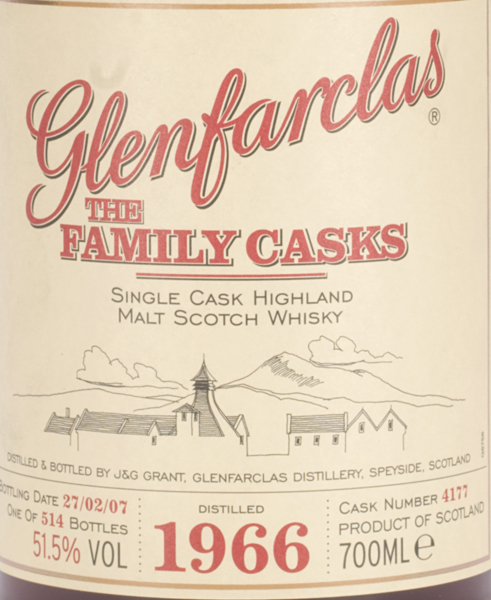 Glenfarclas ®
THE
FAMILY CASKS
SINGLE CASK HIGHLAND
MALT SCOTCH WHISKY
DISTILLED & BOTTLED BY J&G GRANT, GLENFARCLAS DISTILLERY, SPEYSIDE, SCOTLAND
BOTTLING DATE 27/02/07
ONE OF 514 BOTTLES
51.5% VOL
DISTILLED
1966
CASK NUMBER 4177
PRODUCT OF SCOTLAND
700ML e